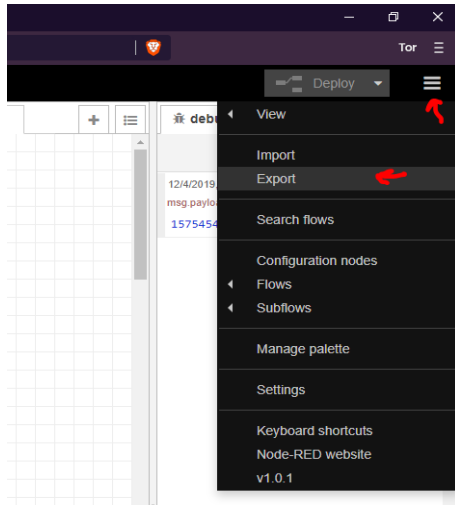 Tor
Deploy
debu
View
12/4/2019,
Import
msg.paylo
Export
1575454
Search flows
Configuration nodes
Flows
Subflows
Manage palette
Settings
Keyboard shortcuts
Node-RED website
v1.0.1